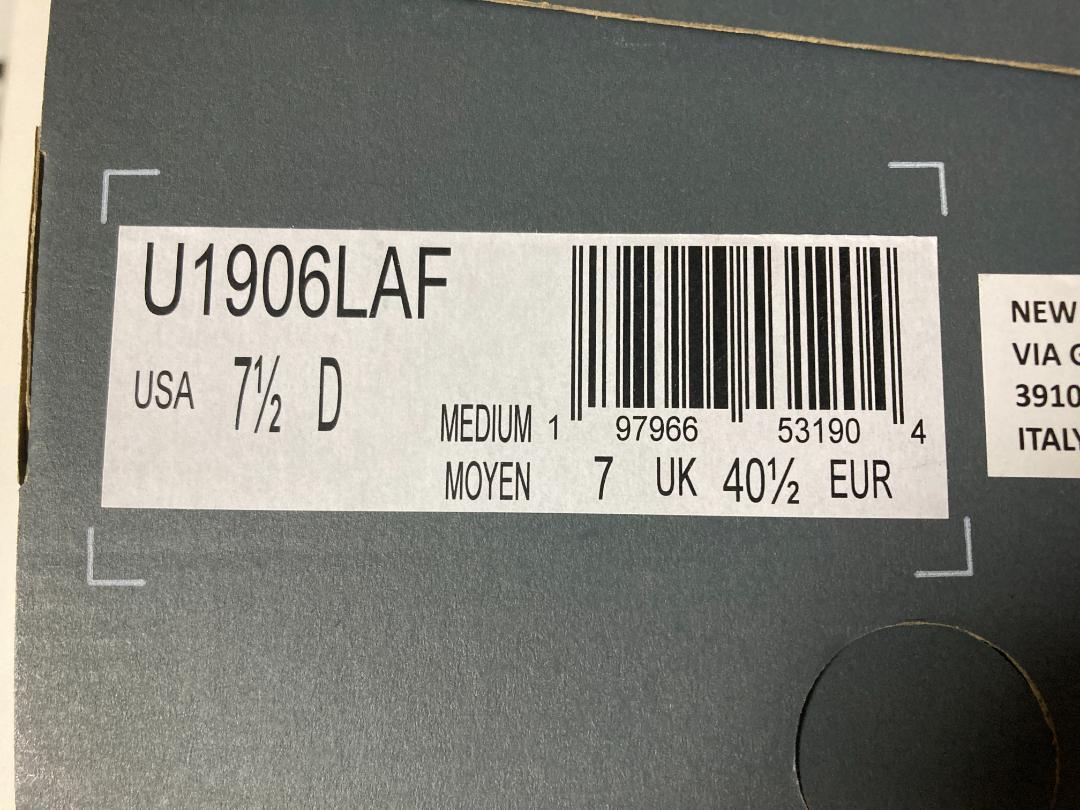 U1906LAF
USA 7½ D
MEDIUM
MOYEN
1 97966 53190 4
7 UK 40½ EUR
NEW
VIA
3910
ITALY